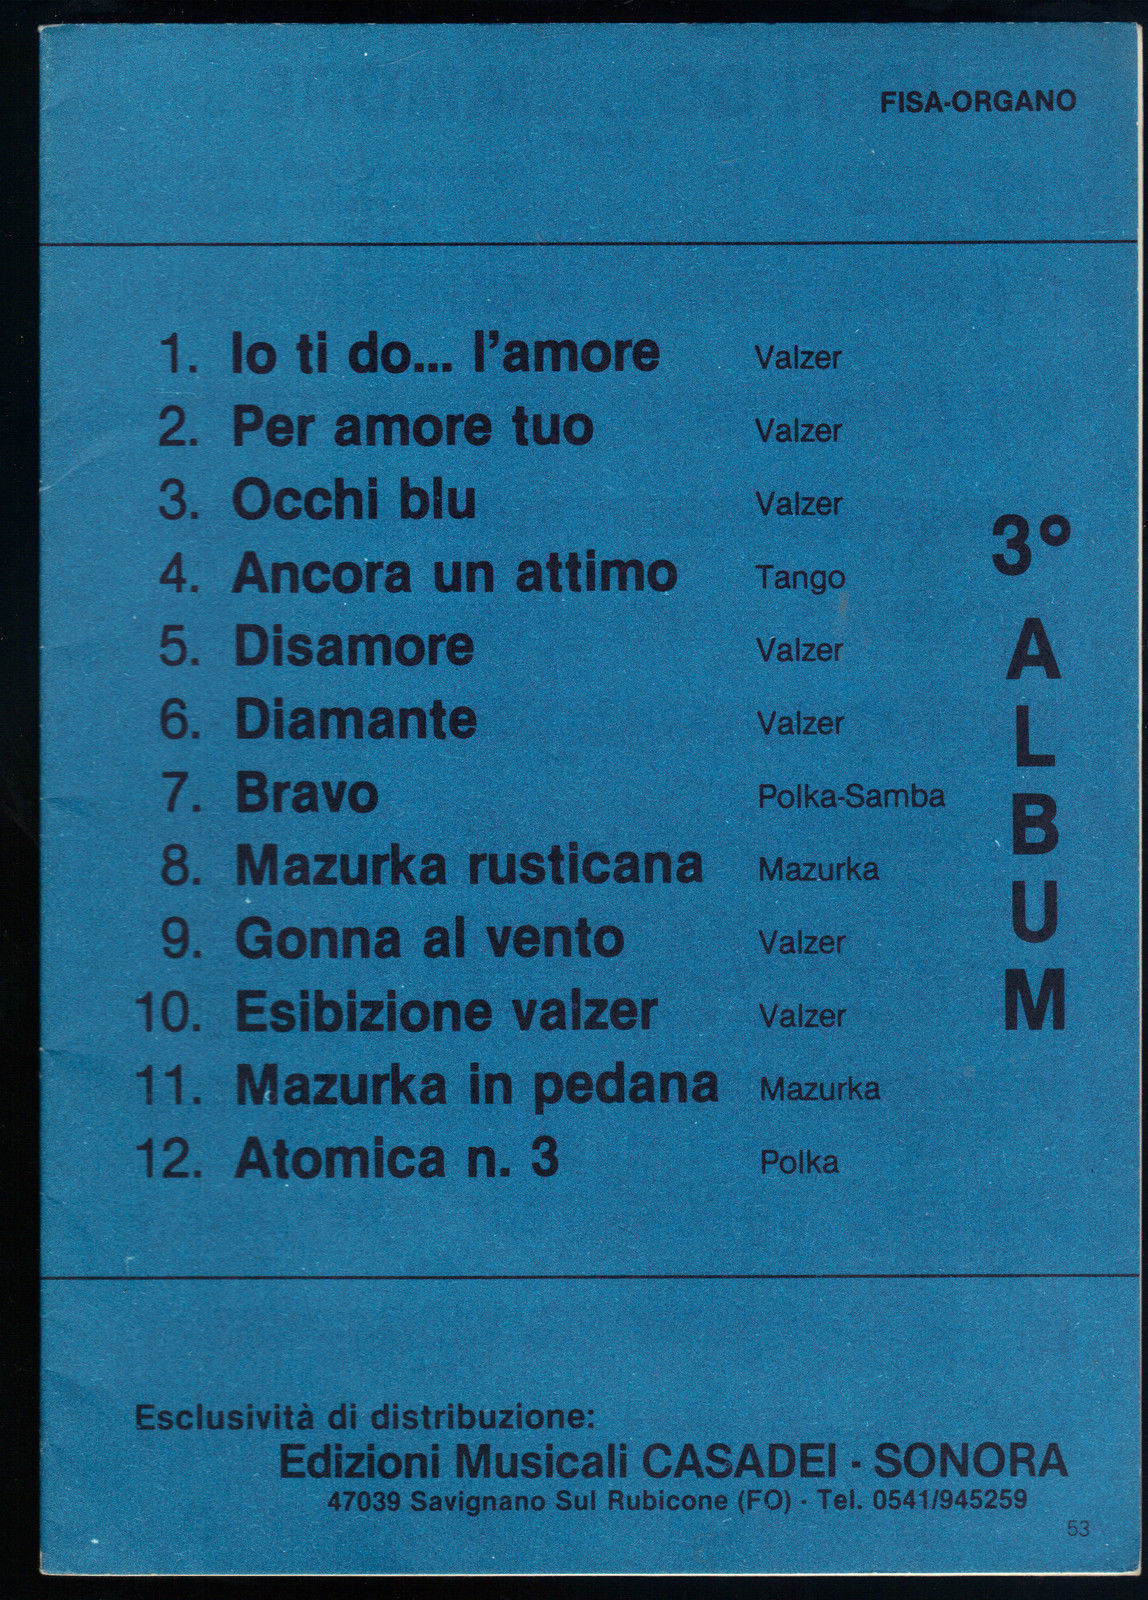 FISA-ORGANO
1. Io ti do... l'amore Valzer
2. Per amore tuo Valzer
3. Occhi blu Valzer
4. Ancora un attimo Tango
5. Disamore Valzer
6. Diamante Valzer
7. Bravo Polka-Samba
8. Mazurka rusticana Mazurka
9. Gonna al vento Valzer
10. Esibizione valzer Valzer
11. Mazurka in pedana Mazurka
12. Atomica n. 3 Polka
3° ALBUM
Esclusività di distribuzione:
Edizioni Musicali CASADEI - SONORA
47039 Savignano Sul Rubicone (FO) - Tel. 0541/945259
53